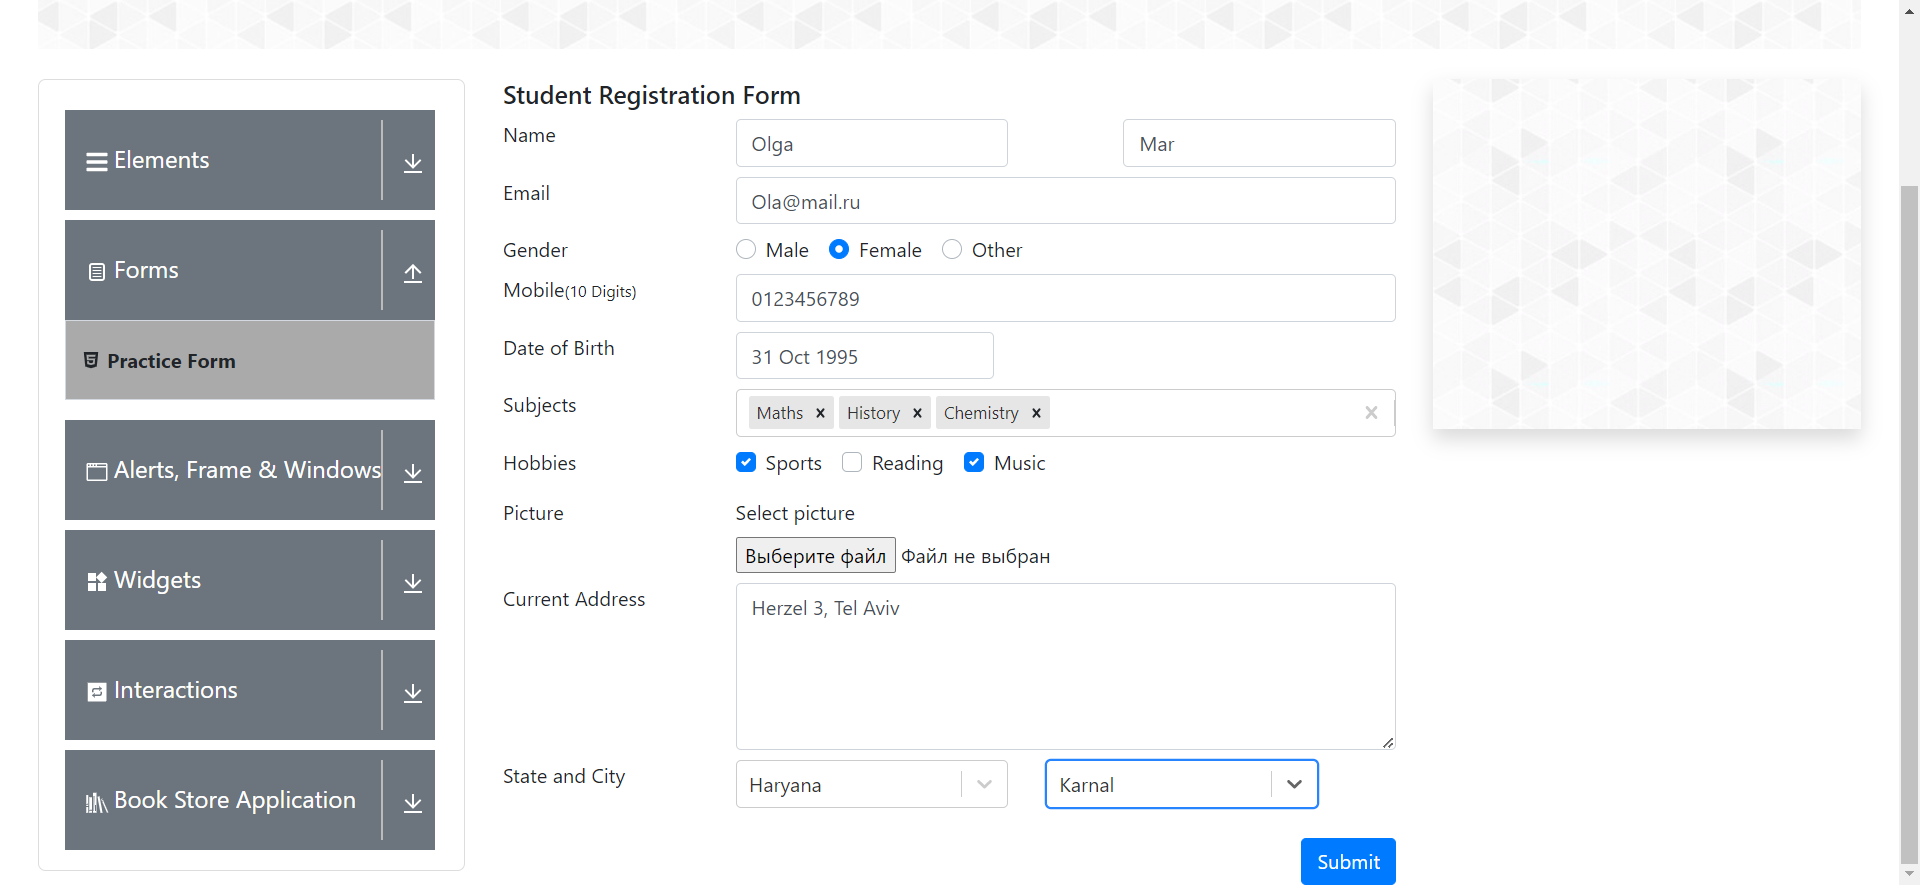 Elements
Forms
Practice Form
Alerts, Frame & Windows
Widgets
Interactions
Book Store Application
Student Registration Form
Name Olga Mar
Email Ola@mail.ru
Gender Male Female Other
Mobile(10 Digits) 0123456789
Date of Birth 31 Oct 1995
Subjects Maths History Chemistry
Hobbies Sports Reading Music
Picture Select picture
Выберите файл Файл не выбран
Current Address Herzel 3, Tel Aviv
State and City Haryana Karnal
Submit